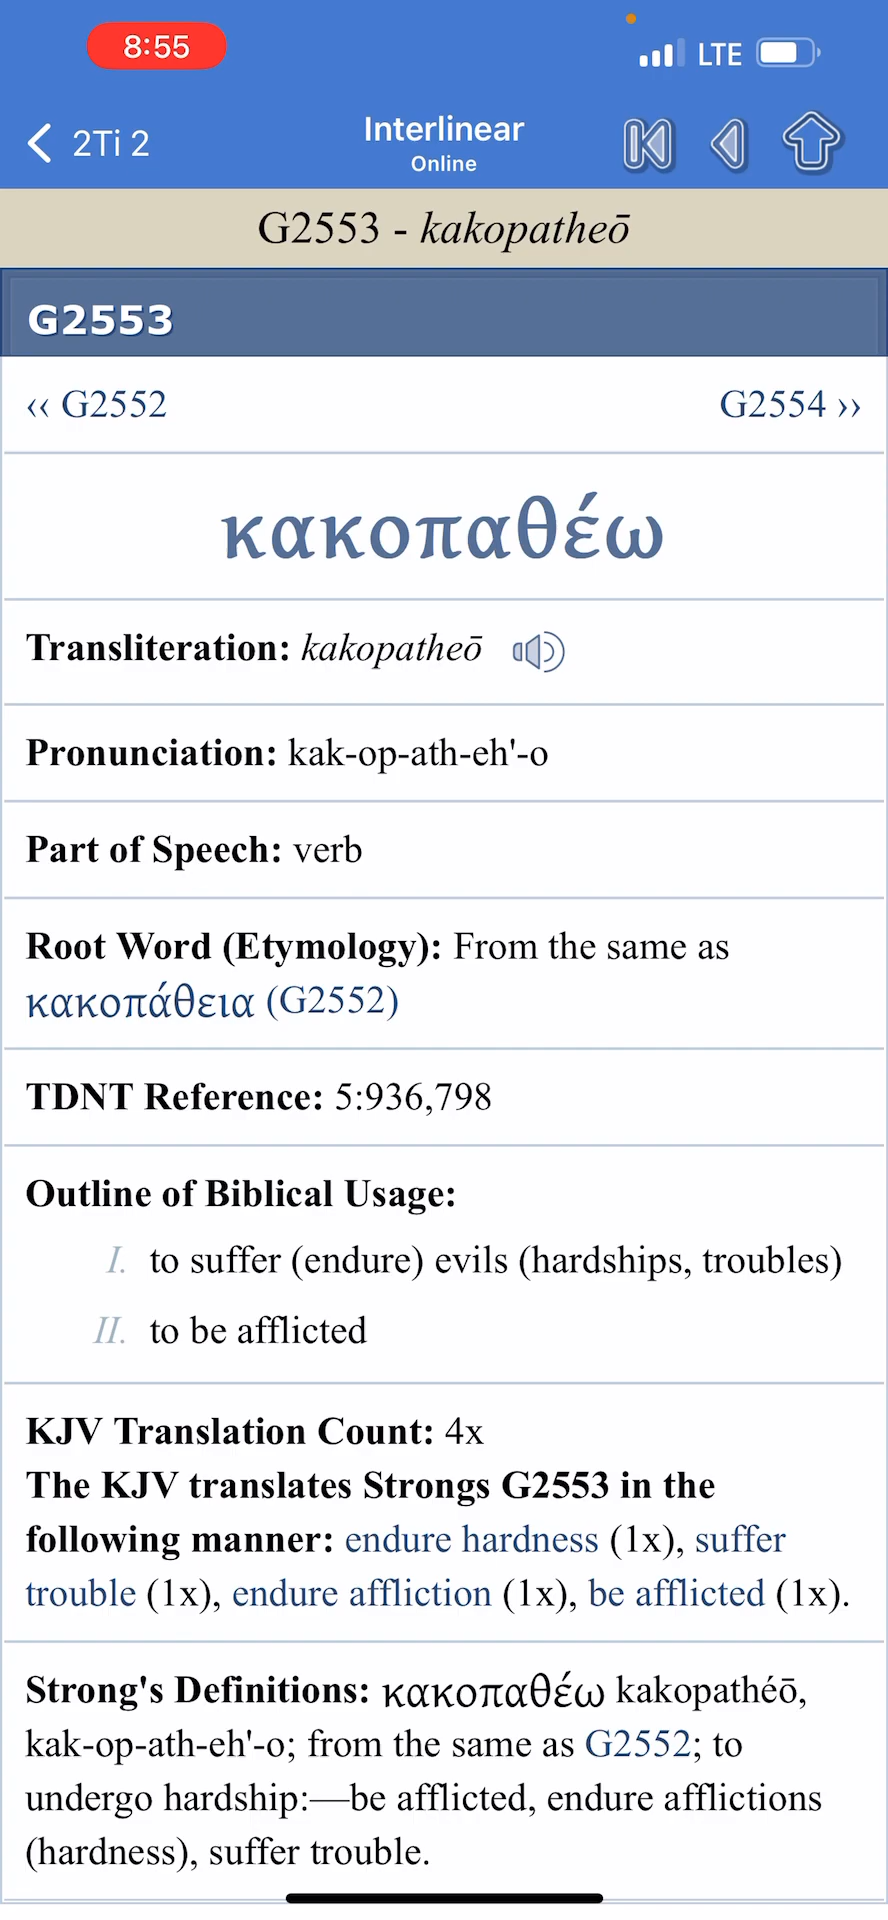 8:55
LTE
2Ti 2
Interlinear
Online
G2553 - kakopatheō
G2553
‹‹ G2552
G2554 ››
κακοπαθέω
Transliteration: kakopatheō
Pronunciation: kak-op-ath-eh'-o
Part of Speech: verb
Root Word (Etymology): From the same as
κακοπάθεια (G2552)
TDNT Reference: 5:936,798
Outline of Biblical Usage:
I. to suffer (endure) evils (hardships, troubles)
II. to be afflicted
KJV Translation Count: 4x
The KJV translates Strongs G2553 in the
following manner: endure hardness (1x), suffer
trouble (1x), endure affliction (1x), be afflicted (1x).
Strong's Definitions: κακοπαθέω kakopathéō,
kak-op-ath-eh'-o; from the same as G2552; to
undergo hardship:—be afflicted, endure afflictions
(hardness), suffer trouble.